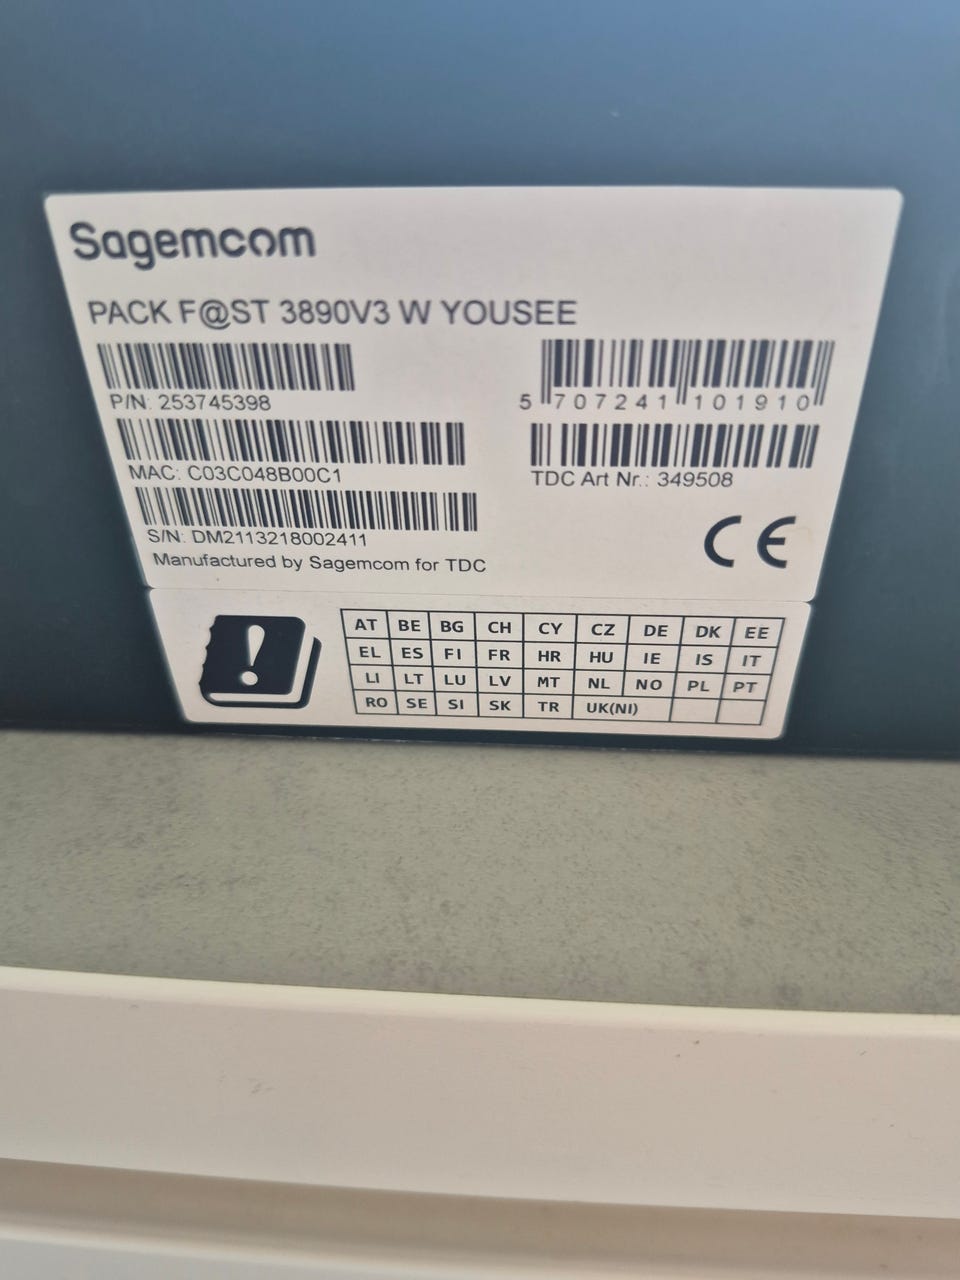 Sagemcom
PACK F@ST 3890V3 W YOUSEE
P/N: 253745398
5 707241 101910
MAC: C03C048B00C1
TDC Art Nr.: 349508
S/N: DM2113218002411
Manufactured by Sagemcom for TDC
CE
AT BE BG CH CY CZ DE DK EE
EL ES FI FR HR HU IE IS IT
LI LT LU LV MT NL NO PL PT
RO SE SI SK TR UK(NI)